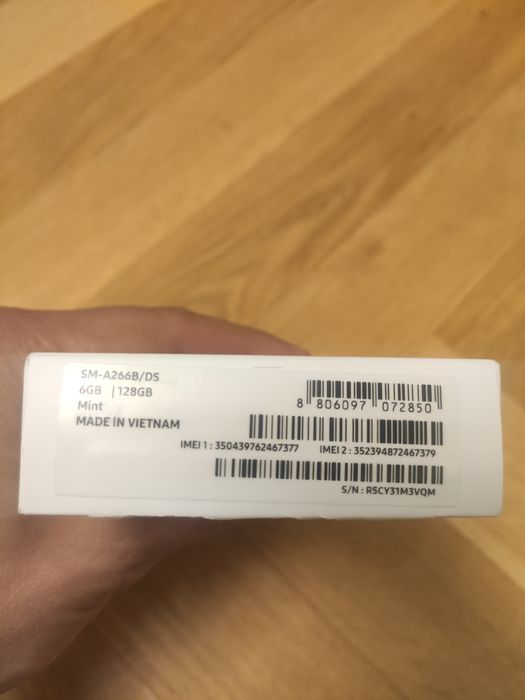 SM-A266B/DS
6GB | 128GB
Mint
MADE IN VIETNAM
8 806097 072850
IMEI 1 : 350439762467377 IMEI 2 : 352394872467379
S/N : R5CY31M3VQM